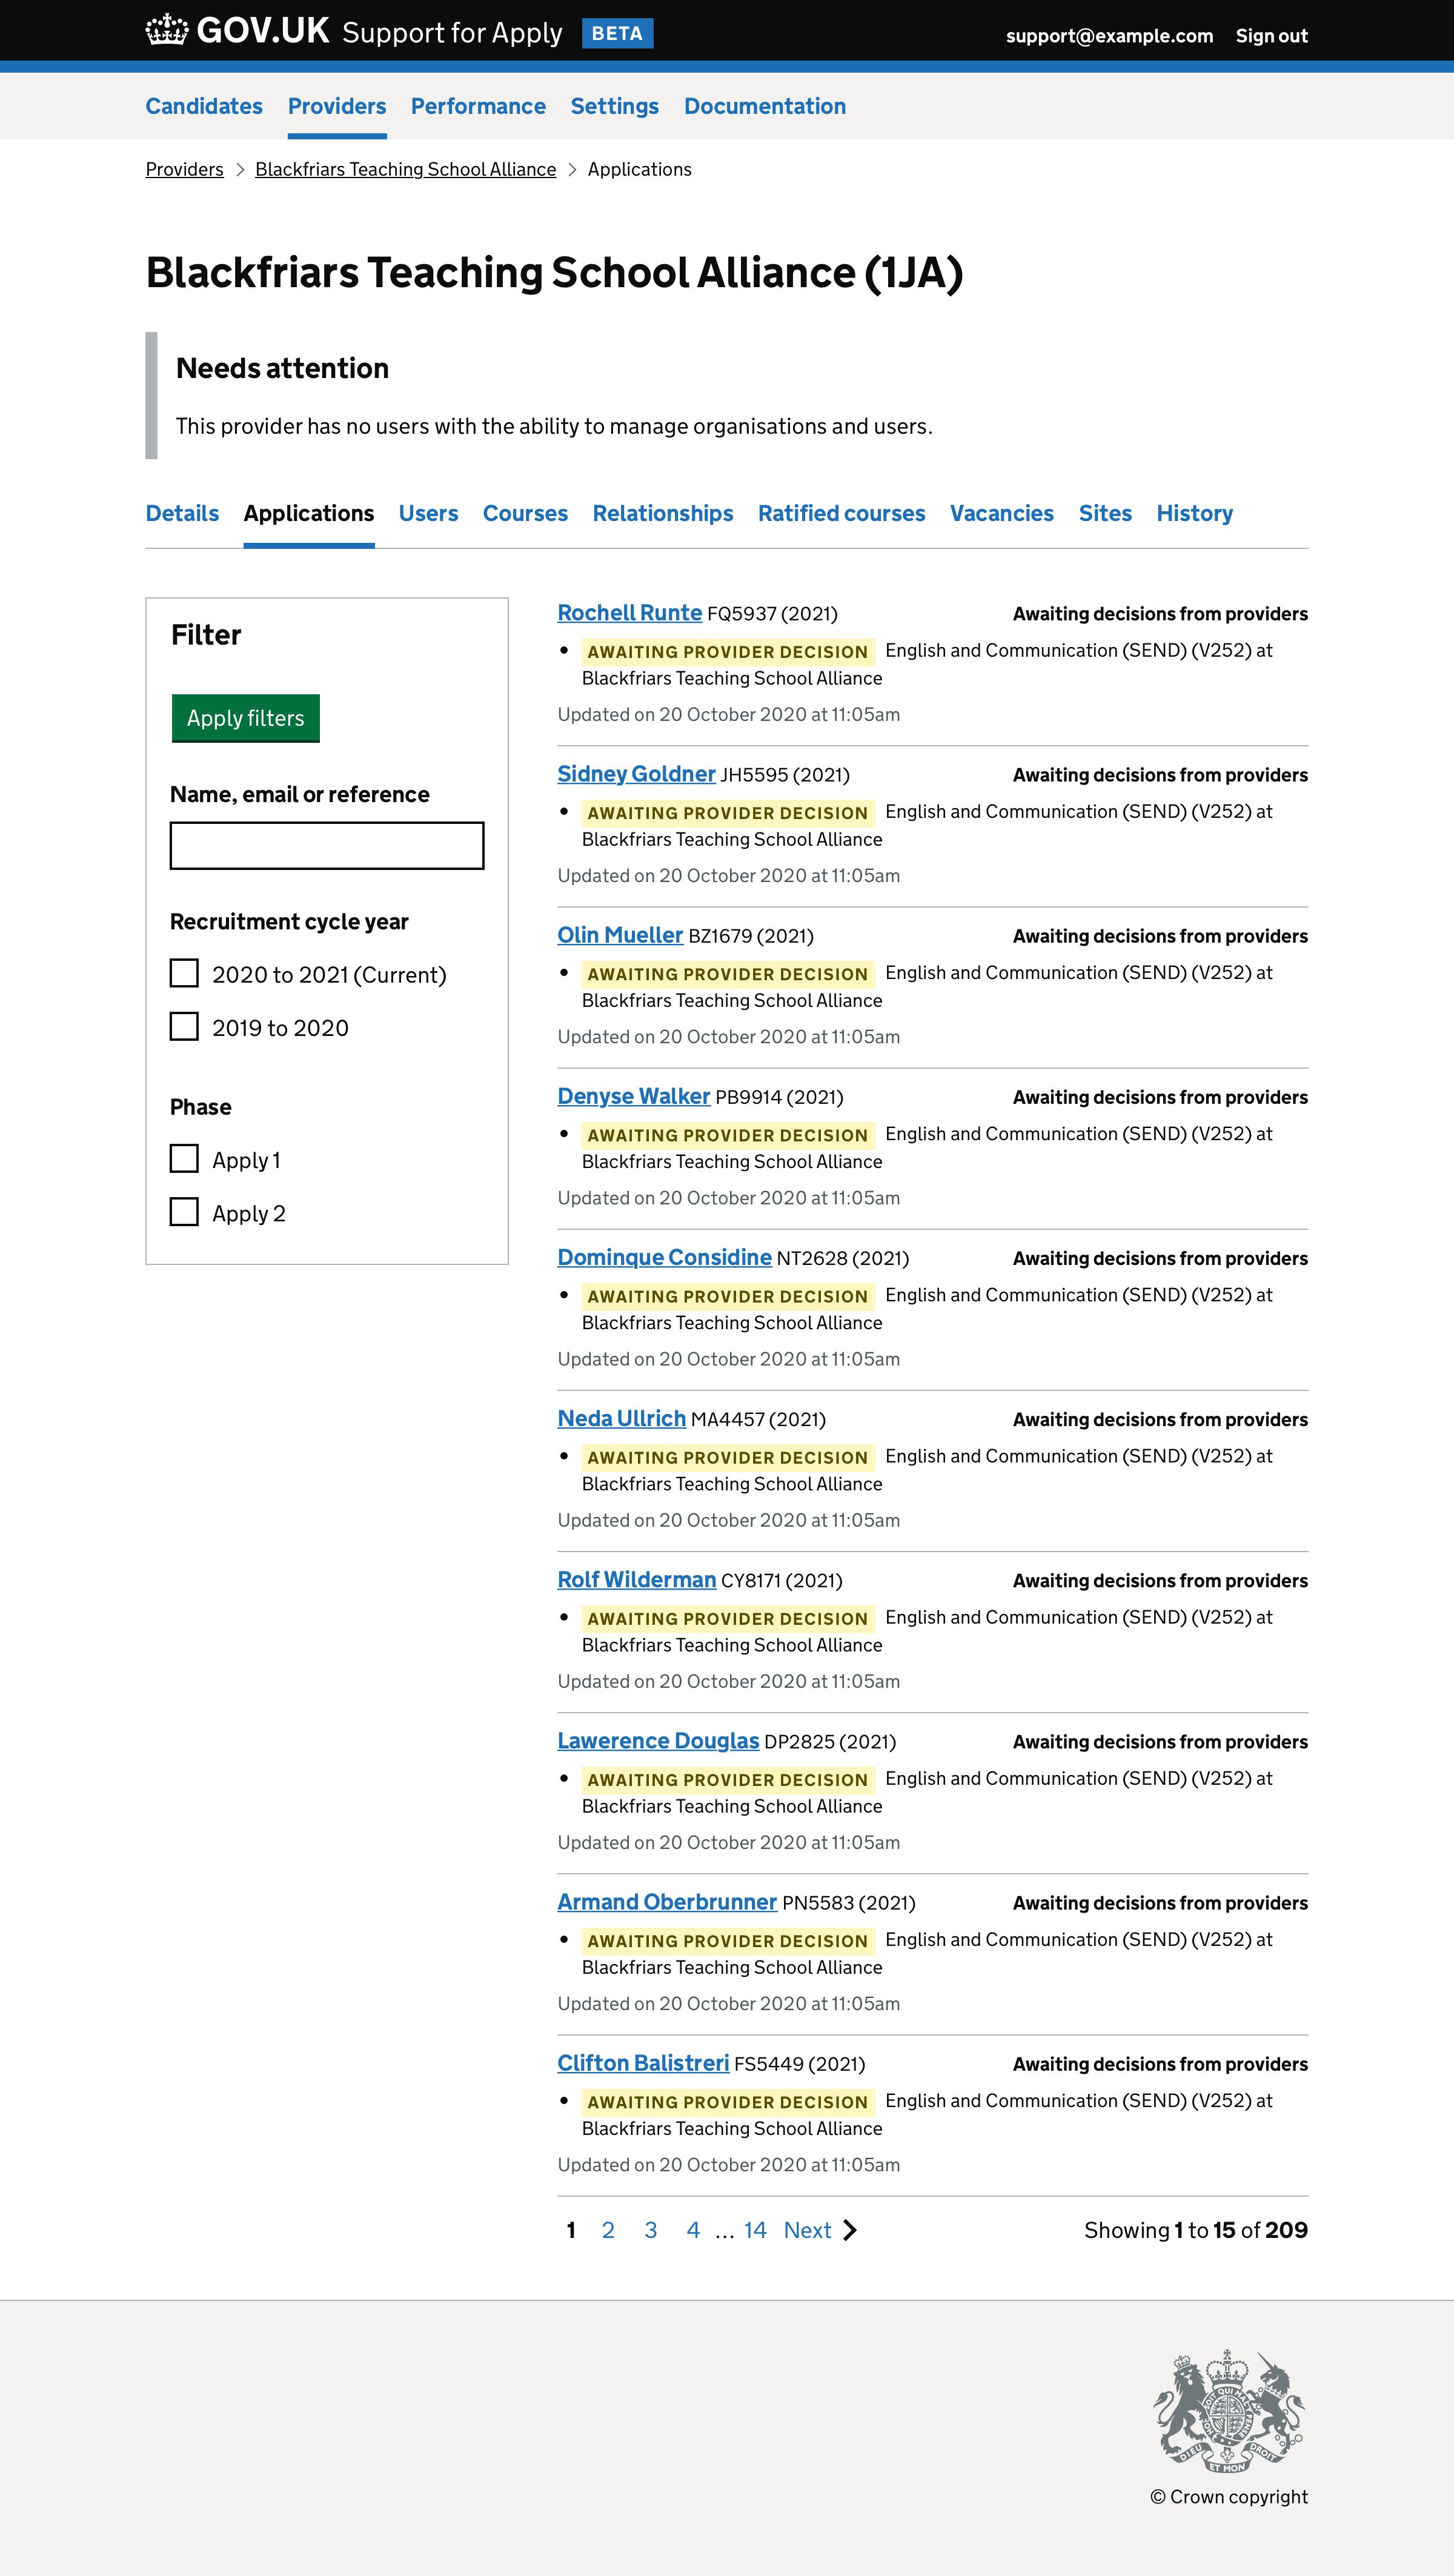 GOV.UK Support for Apply BETA
support@example.com Sign out
Candidates Providers Performance Settings Documentation
Providers Blackfriars Teaching School Alliance Applications
Blackfriars Teaching School Alliance (1JA)
Needs attention
This provider has no users with the ability to manage organisations and users.
Details Applications Users Courses Relationships Ratified courses Vacancies Sites History
Filter
Apply filters
Name, email or reference
Recruitment cycle year
2020 to 2021 (Current)
2019 to 2020
Phase
Apply 1
Apply 2
Rochell Runte FQ5937 (2021) Awaiting decisions from providers
• AWAITING PROVIDER DECISION English and Communication (SEND) (V252) at
Blackfriars Teaching School Alliance
Updated on 20 October 2020 at 11:05am
Sidney Goldner JH5595 (2021) Awaiting decisions from providers
• AWAITING PROVIDER DECISION English and Communication (SEND) (V252) at
Blackfriars Teaching School Alliance
Updated on 20 October 2020 at 11:05am
Olin Mueller BZ1679 (2021) Awaiting decisions from providers
• AWAITING PROVIDER DECISION English and Communication (SEND) (V252) at
Blackfriars Teaching School Alliance
Updated on 20 October 2020 at 11:05am
Denyse Walker PB9914 (2021) Awaiting decisions from providers
• AWAITING PROVIDER DECISION English and Communication (SEND) (V252) at
Blackfriars Teaching School Alliance
Updated on 20 October 2020 at 11:05am
Dominque Considine NT2628 (2021) Awaiting decisions from providers
• AWAITING PROVIDER DECISION English and Communication (SEND) (V252) at
Blackfriars Teaching School Alliance
Updated on 20 October 2020 at 11:05am
Neda Ullrich MA4457 (2021) Awaiting decisions from providers
• AWAITING PROVIDER DECISION English and Communication (SEND) (V252) at
Blackfriars Teaching School Alliance
Updated on 20 October 2020 at 11:05am
Rolf Wilderman CY8171 (2021) Awaiting decisions from providers
• AWAITING PROVIDER DECISION English and Communication (SEND) (V252) at
Blackfriars Teaching School Alliance
Updated on 20 October 2020 at 11:05am
Lawerence Douglas DP2825 (2021) Awaiting decisions from providers
• AWAITING PROVIDER DECISION English and Communication (SEND) (V252) at
Blackfriars Teaching School Alliance
Updated on 20 October 2020 at 11:05am
Armand Oberbrunner PN5583 (2021) Awaiting decisions from providers
• AWAITING PROVIDER DECISION English and Communication (SEND) (V252) at
Blackfriars Teaching School Alliance
Updated on 20 October 2020 at 11:05am
Clifton Balistreri FS5449 (2021) Awaiting decisions from providers
• AWAITING PROVIDER DECISION English and Communication (SEND) (V252) at
Blackfriars Teaching School Alliance
Updated on 20 October 2020 at 11:05am
1 2 3 4 … 14 Next
Showing 1 to 15 of 209
DIEU ET MON DROIT
© Crown copyright